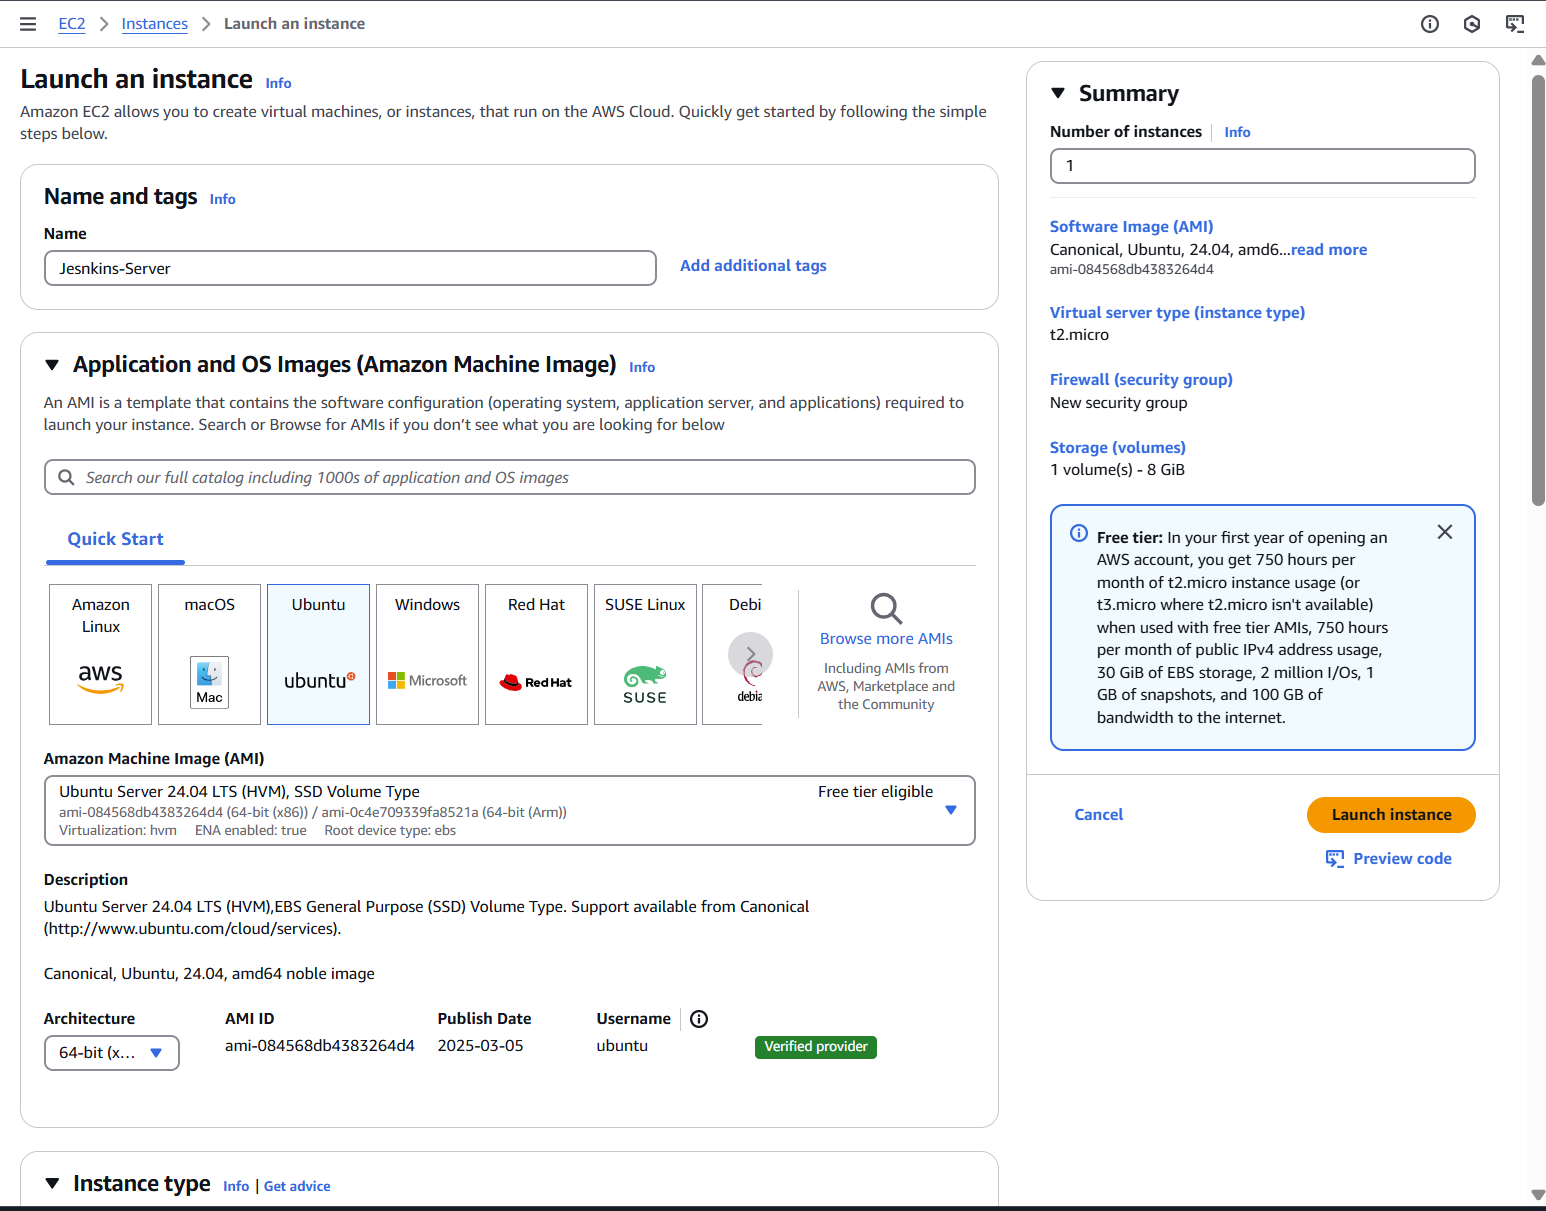 EC2 > Instances > Launch an instance
Launch an instance Info
Amazon EC2 allows you to create virtual machines, or instances, that run on the AWS Cloud. Quickly get started by following the simple
steps below.
Name and tags Info
Name
Jesnkins-Server
Add additional tags
Application and OS Images (Amazon Machine Image) Info
An AMI is a template that contains the software configuration (operating system, application server, and applications) required to
launch your instance. Search or Browse for AMIs if you don’t see what you are looking for below
Search our full catalog including 1000s of application and OS images
Quick Start
Amazon
Linux
aws
macOS
Mac
Ubuntu
ubuntu
Windows
Microsoft
Red Hat
Red Hat
SUSE Linux
SUSE
Debi
debia
Browse more AMIs
Including AMIs from
AWS, Marketplace and
the Community
Amazon Machine Image (AMI)
Ubuntu Server 24.04 LTS (HVM), SSD Volume Type
Free tier eligible
ami-084568db4383264d4 (64-bit (x86)) / ami-0c4e709339fa8521a (64-bit (Arm))
Virtualization: hvm ENA enabled: true Root device type: ebs
Description
Ubuntu Server 24.04 LTS (HVM),EBS General Purpose (SSD) Volume Type. Support available from Canonical
(http://www.ubuntu.com/cloud/services).
Canonical, Ubuntu, 24.04, amd64 noble image
Architecture
64-bit (x...
AMI ID
ami-084568db4383264d4
Publish Date
2025-03-05
Username
ubuntu
Verified provider
Instance type Info | Get advice
Summary
Number of instances Info
1
Software Image (AMI)
Canonical, Ubuntu, 24.04, amd6...read more
ami-084568db4383264d4
Virtual server type (instance type)
t2.micro
Firewall (security group)
New security group
Storage (volumes)
1 volume(s) - 8 GiB
Free tier: In your first year of opening an
AWS account, you get 750 hours per
month of t2.micro instance usage (or
t3.micro where t2.micro isn't available)
when used with free tier AMIs, 750 hours
per month of public IPv4 address usage,
30 GiB of EBS storage, 2 million I/Os, 1
GB of snapshots, and 100 GB of
bandwidth to the internet.
Cancel
Launch instance
Preview code